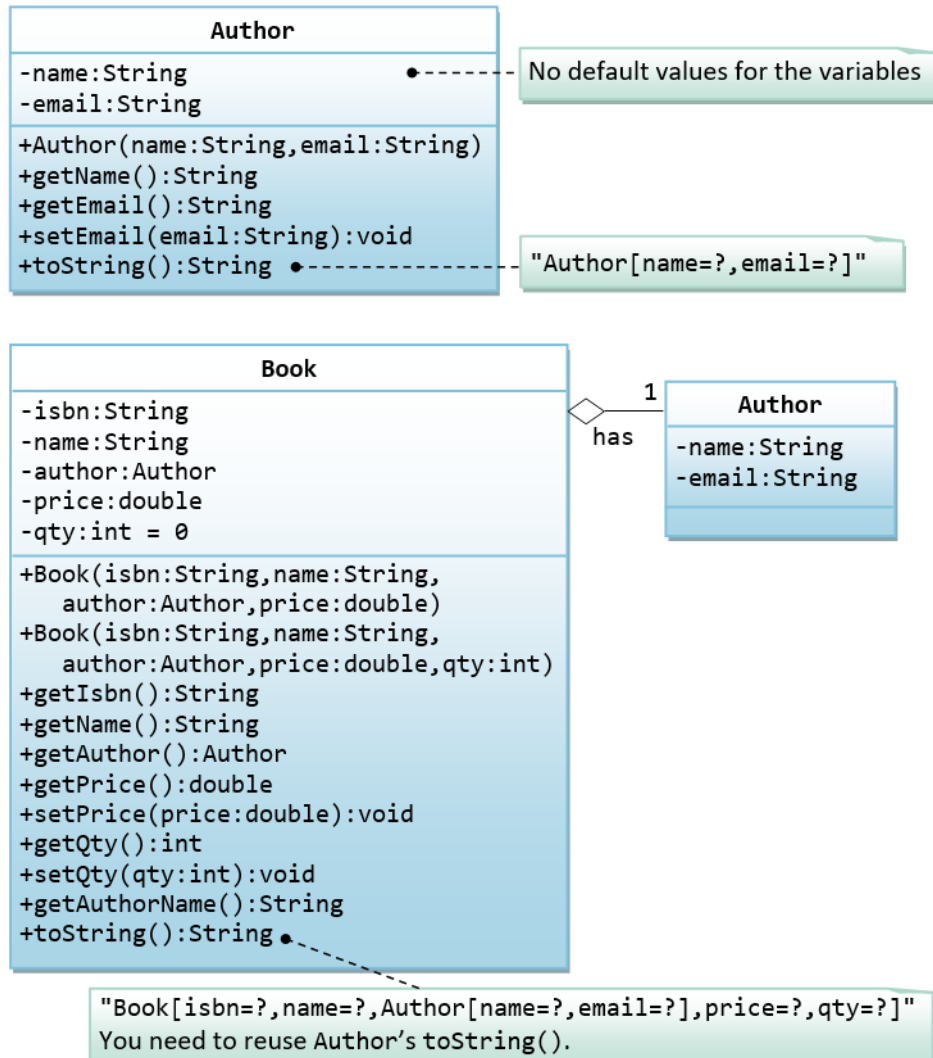 Author
-name:String
-email:String
No default values for the variables
+Author(name:String,email:String)
+getName():String
+getEmail():String
+setEmail(email:String):void
+toString():String
"Author[name=?,email=?]"
Book
-isbn:String
-name:String
-author:Author
-price:double
-qty:int = 0
1
has
Author
-name:String
-email:String
+Book(isbn:String,name:String,
author:Author,price:double)
+Book(isbn:String,name:String,
author:Author,price:double,qty:int)
+getIsbn():String
+getName():String
+getAuthor():Author
+getPrice():double
+setPrice(price:double):void
+getQty():int
+setQty(qty:int):void
+getAuthorName():String
+toString():String
"Book[isbn=?,name=?,Author[name=?,email=?],price=?,qty=?]"
You need to reuse Author's toString().